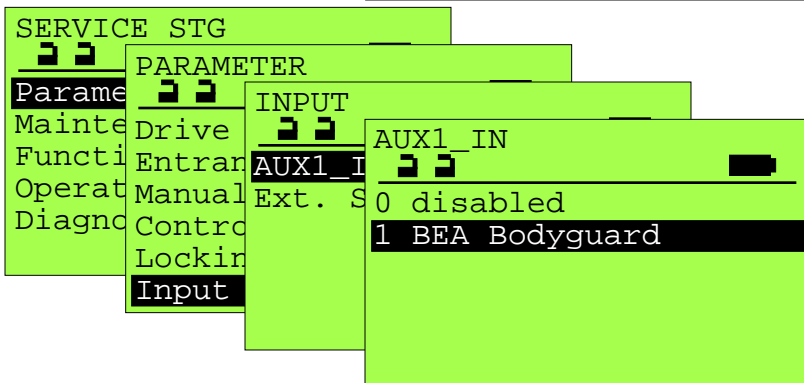 SERVICE STG
Parame
Mainte
Functi
Operat
Diagno
PARAMETER
Drive
Entran
Manual
Contro
Lockin
Input
INPUT
AUX1_I
Ext. S
AUX1_IN
0 disabled
1 BEA Bodyguard